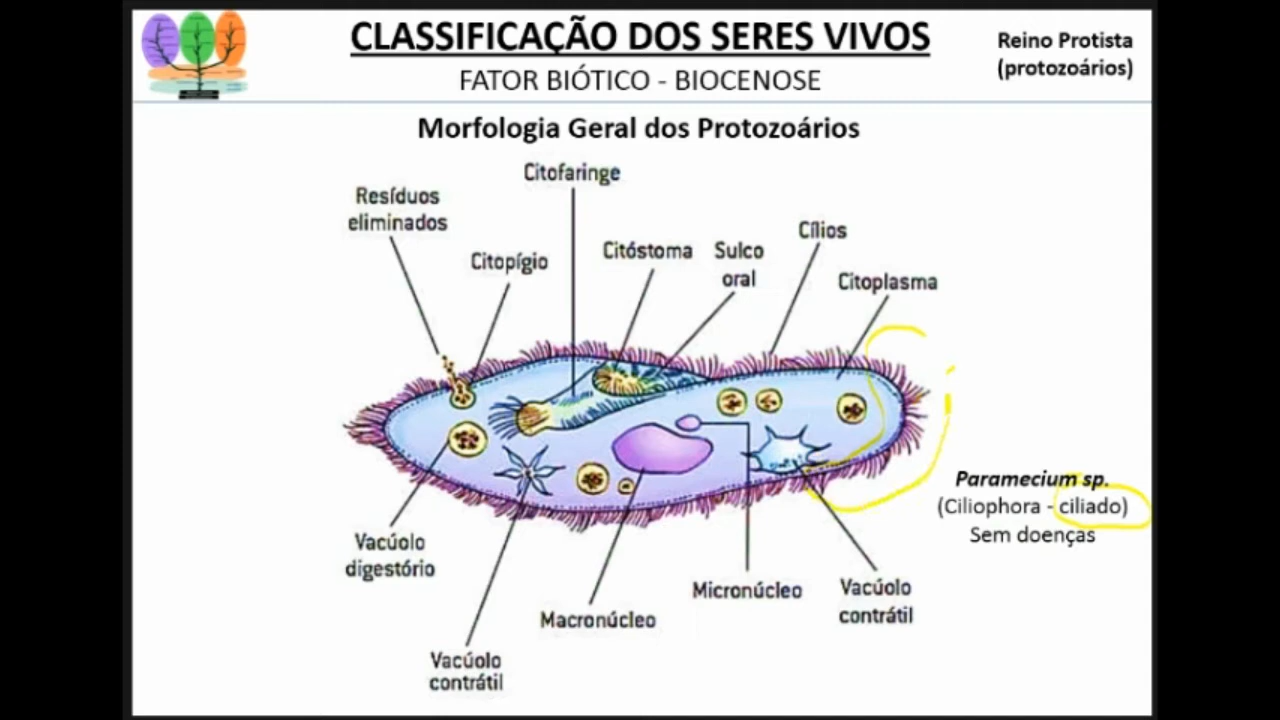 CLASSIFICAÇÃO DOS SERES VIVOS
FATOR BIÓTICO - BIOCENOSE
Reino Protista
(protozoários)
Morfologia Geral dos Protozoários
Citofaringe
Resíduos
eliminados
Citopígio
Citóstoma
Sulco
oral
Cílios
Citoplasma
Paramecium sp.
(Ciliophora - ciliado)
Sem doenças
Vacúolo
digestório
Vacúolo
contrátil
Macronúcleo
Micronúcleo
Vacúolo
contrátil